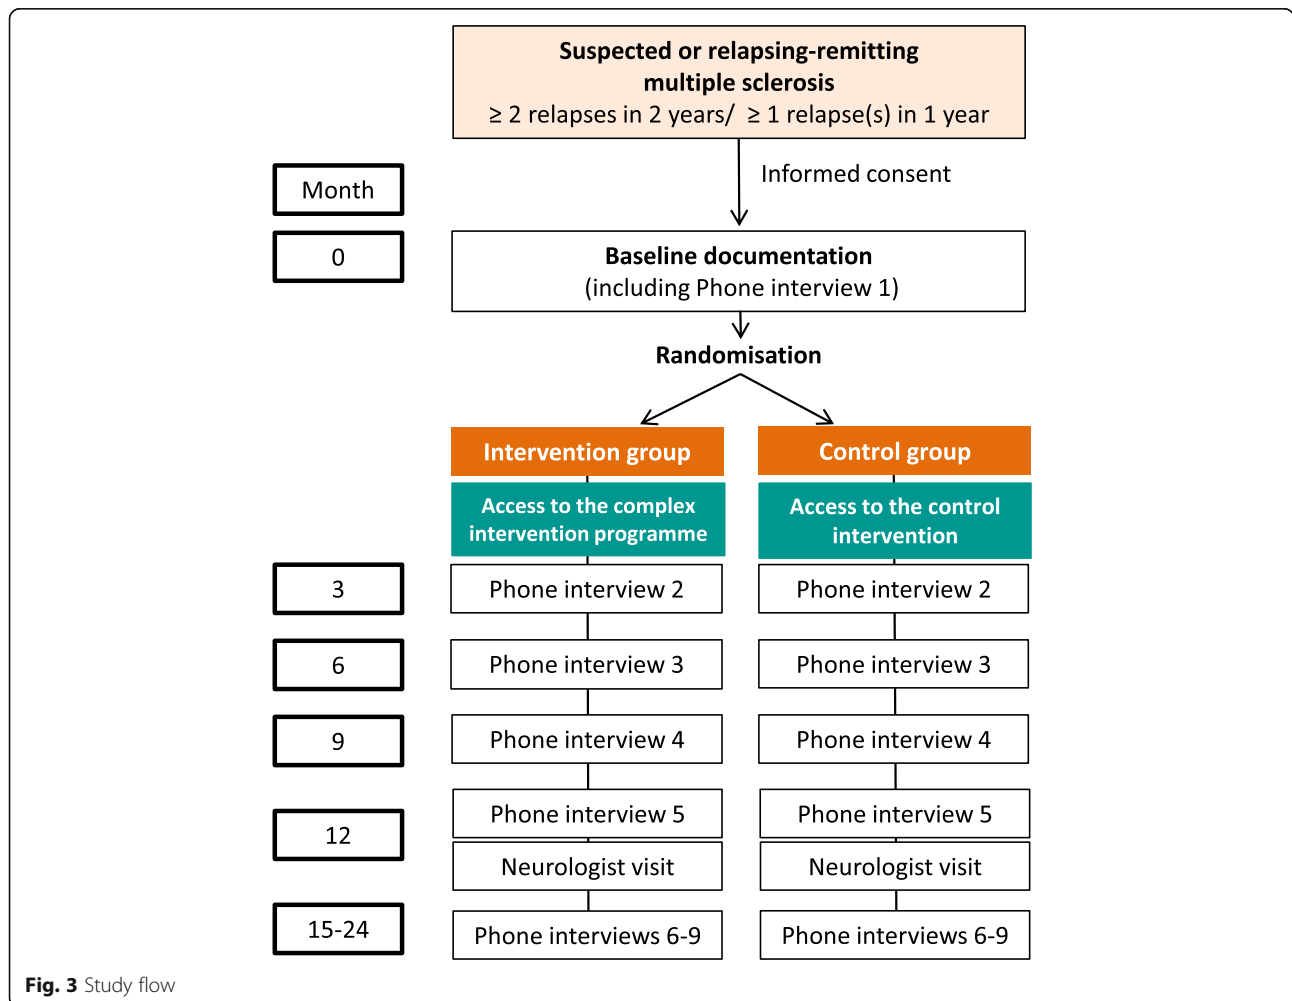 Suspected or relapsing-remitting
multiple sclerosis
≥ 2 relapses in 2 years/ ≥ 1 relapse(s) in 1 year
Informed consent
Month
0
Baseline documentation
(including Phone interview 1)
Randomisation
Intervention group
Control group
Access to the complex
intervention programme
Access to the control
intervention
3
Phone interview 2
Phone interview 2
6
Phone interview 3
Phone interview 3
9
Phone interview 4
Phone interview 4
12
Phone interview 5
Phone interview 5
Neurologist visit
Neurologist visit
15-24
Phone interviews 6-9
Phone interviews 6-9
Fig. 3 Study flow